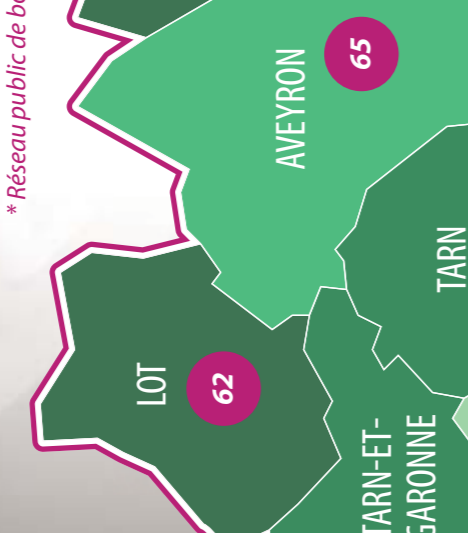 * Réseau public de
LOT
62
AVEYRON
65
TARN-ET-
GARONNE
TARN